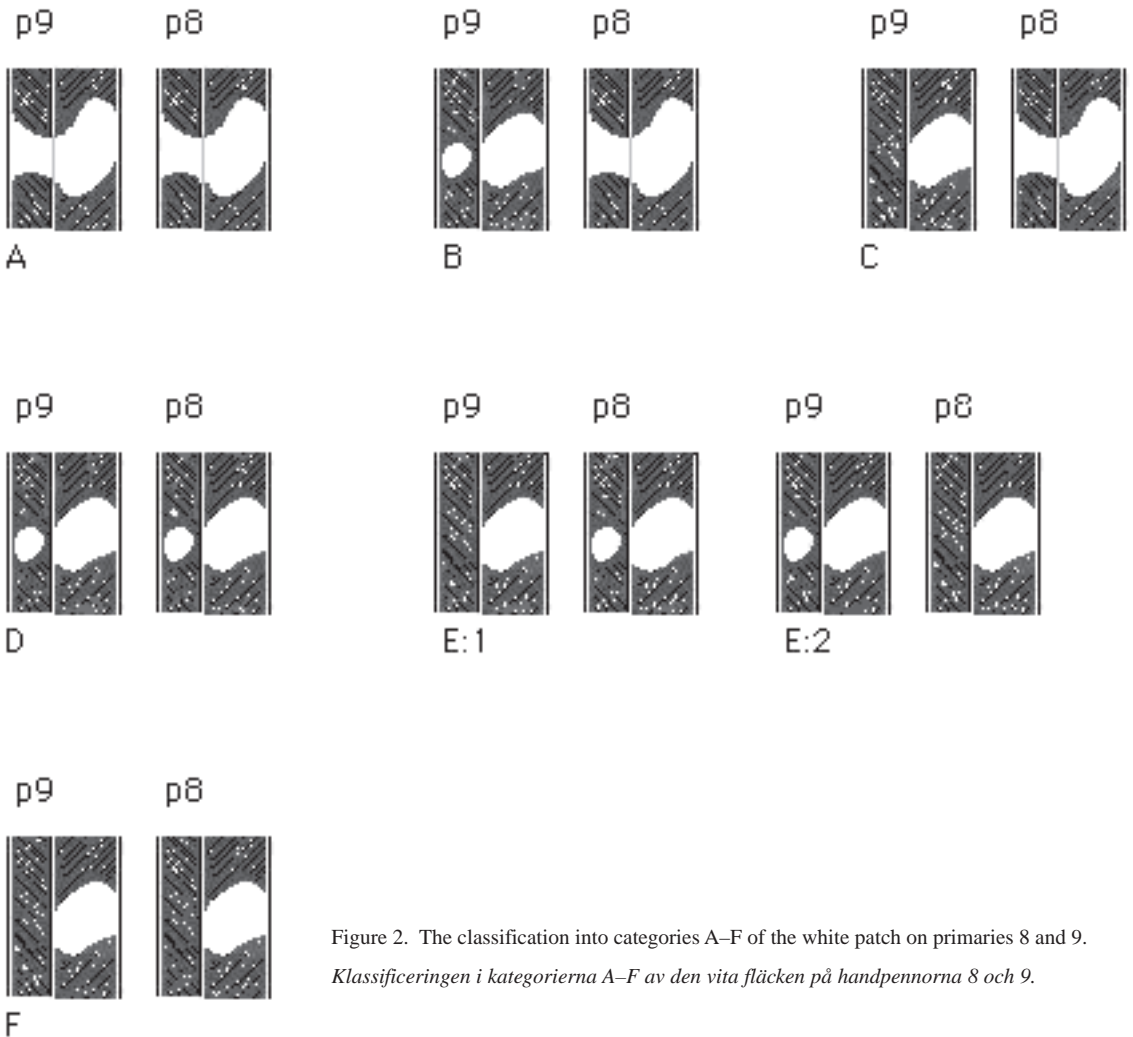 p9 p8 p9 p8 p9 p8
A B C
p9 p8 p9 p8 p9 p8
D E:1 E:2
p9 p8
F
Figure 2. The classification into categories A–F of the white patch on primaries 8 and 9.
Klassificeringen i kategorierna A–F av den vita fläcken på handpennorna 8 och 9.